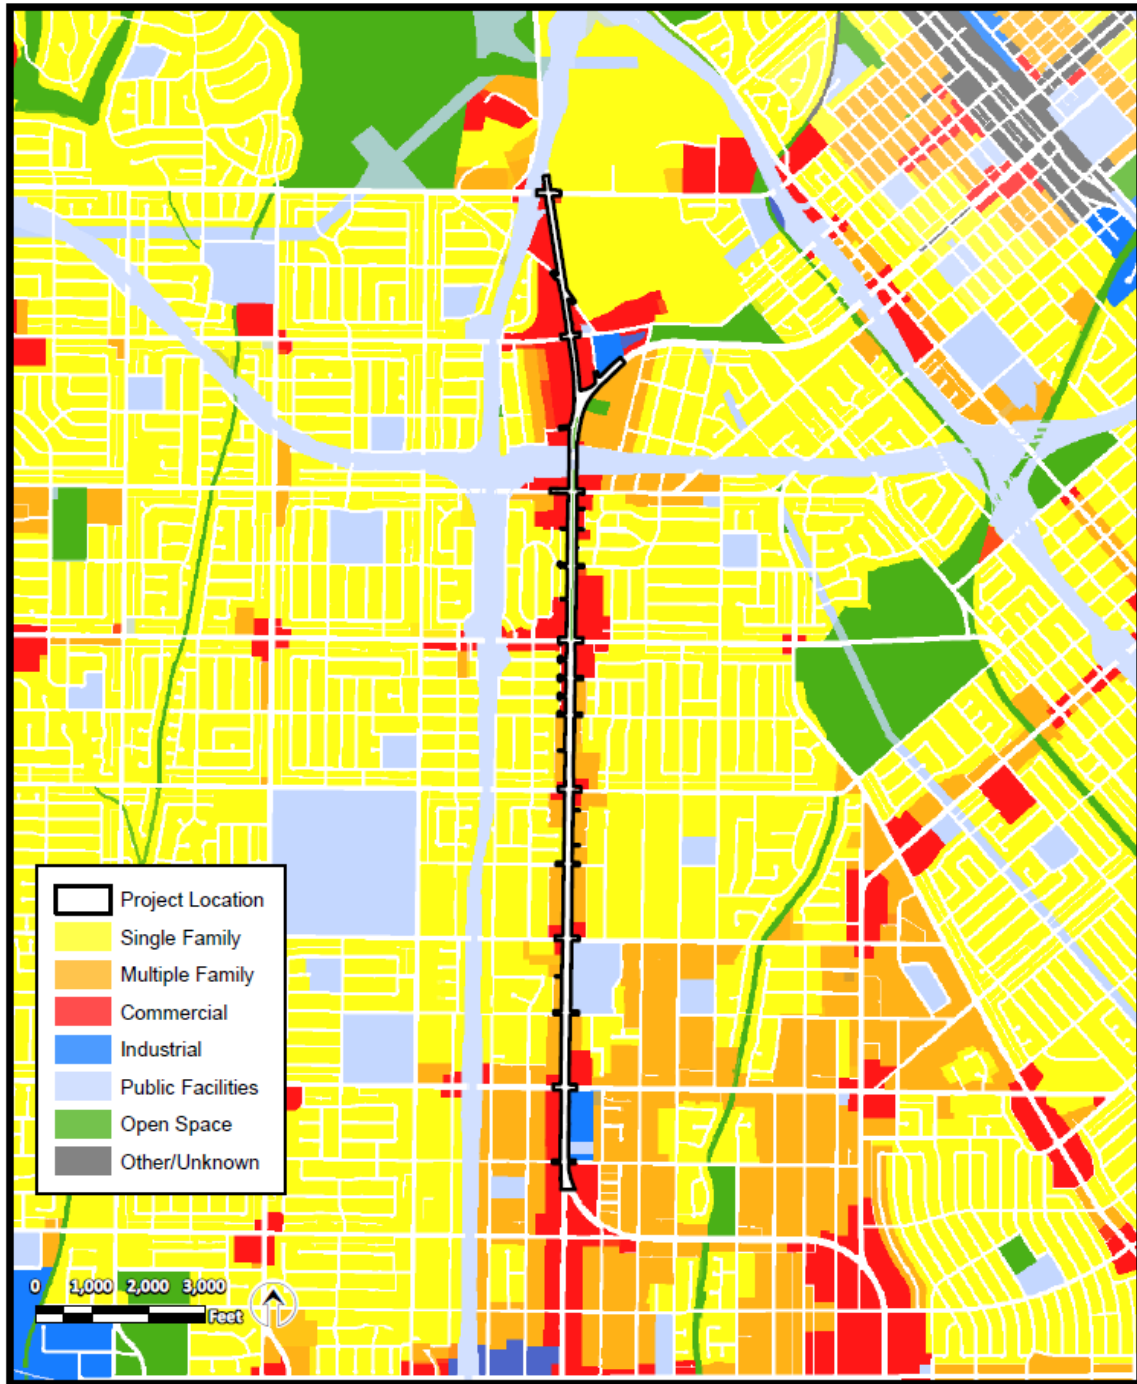 Project Location
Single Family
Multiple Family
Commercial
Industrial
Public Facilities
Open Space
Other/Unknown
0 1,000 2,000 3,000
Feet